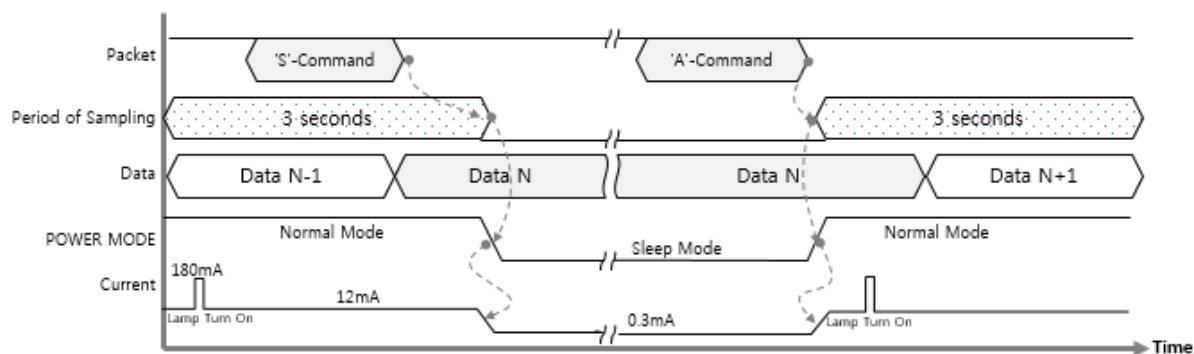 Packet 'S'-Command 'A'-Command
Period of Sampling 3 seconds 3 seconds
Data Data N-1 Data N Data N Data N+1
POWER MODE Normal Mode Sleep Mode Normal Mode
Current
180mA 12mA 0.3mA
Lamp Turn On Lamp Turn On
Time